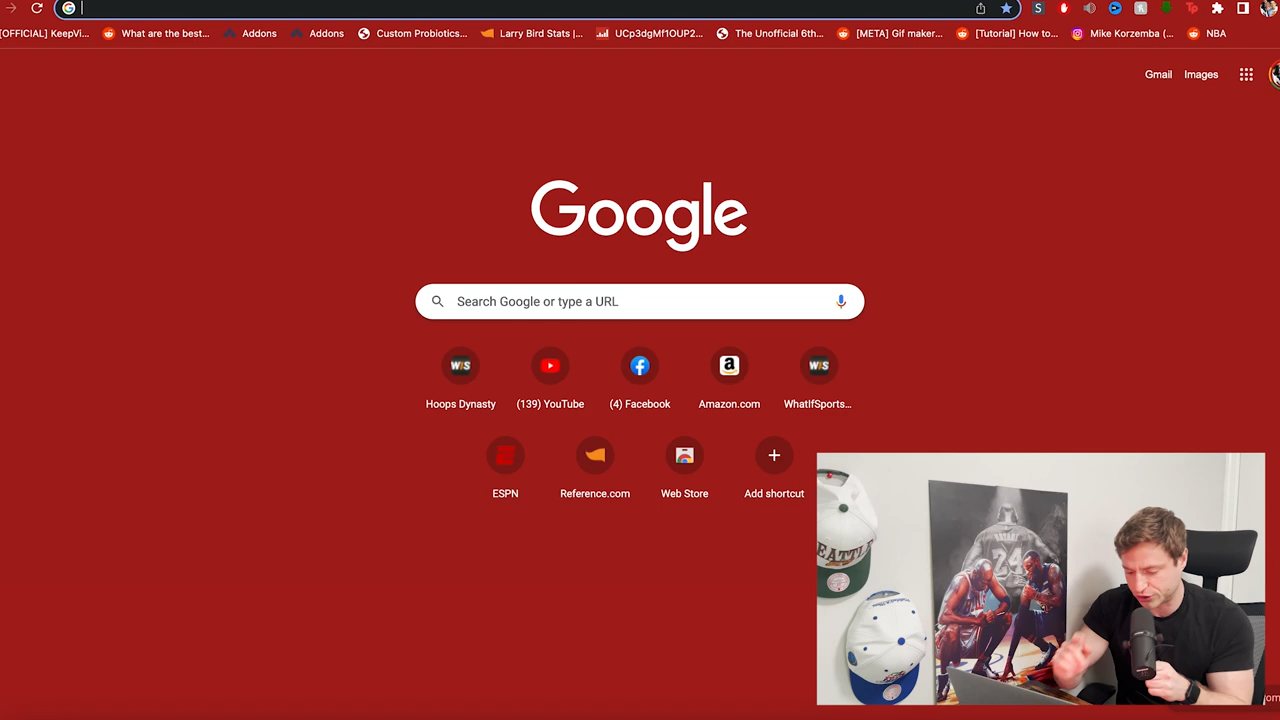 [OFFICIAL] KeepVi... What are the best... Addons Addons Custom Probiotics... Larry Bird Stats |... UCp3dgMf1OUP2... The Unofficial 6th... [META] Gif maker... [Tutorial] How to... Mike Korzemba (... NBA
Gmail Images
Google
Search Google or type a URL
Hoops Dynasty (139) YouTube (4) Facebook Amazon.com WhatIfSports...
ESPN Reference.com Web Store Add shortcut
BRYANT
24